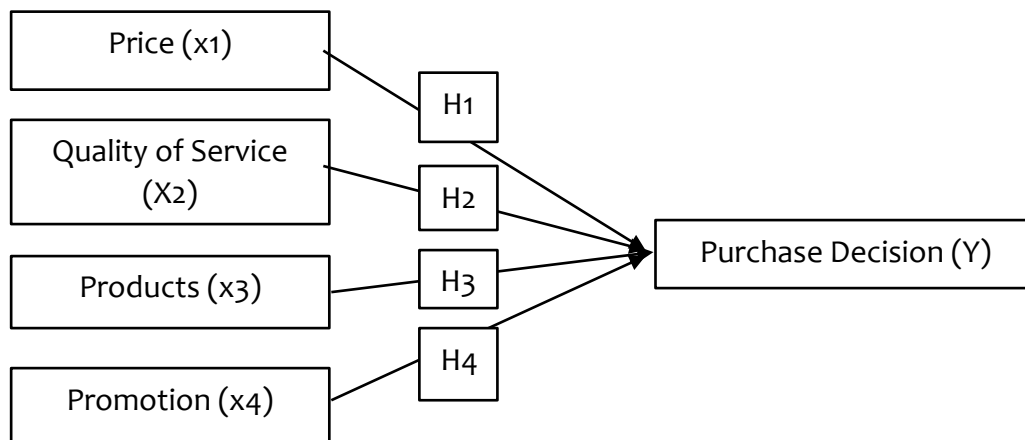 Price (x1)
H1
Quality of Service
(X2)
H2
Purchase Decision (Y)
Products (x3)
H3
H4
Promotion (x4)